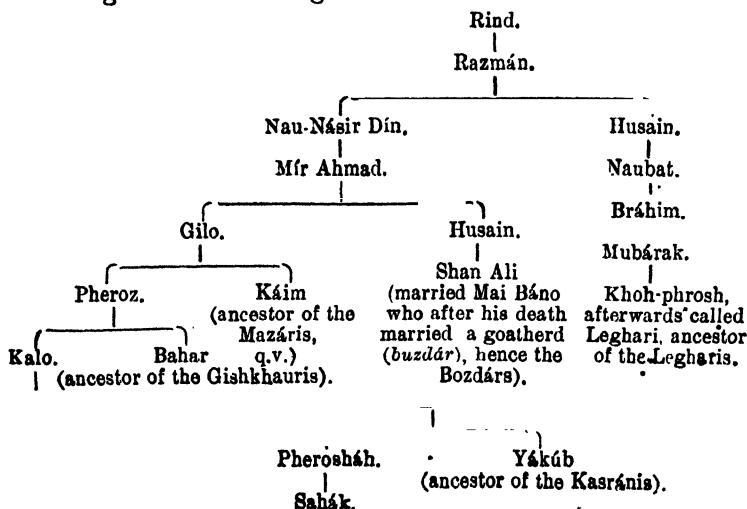 Rind.
Razmán.
Nau-Násir Dín. Husain.
Mír Ahmad. Naubat.
Bráhim.
Gilo. Husain.
Mubárak.
Shan Ali
Pheroz. Káim (married Mai Báno Khoh-phrosh,
(ancestor of the who after his death afterwards called
Mazáris, married a goatherd Leghari, ancestor
Kalo. Bahar q.v.) (buzdár), hence the of the Legharis.
(ancestor of the Gishkhauris). Bozdárs).
Pherosháh. Yákúb
(ancestor of the Kasránis).
Sahák.